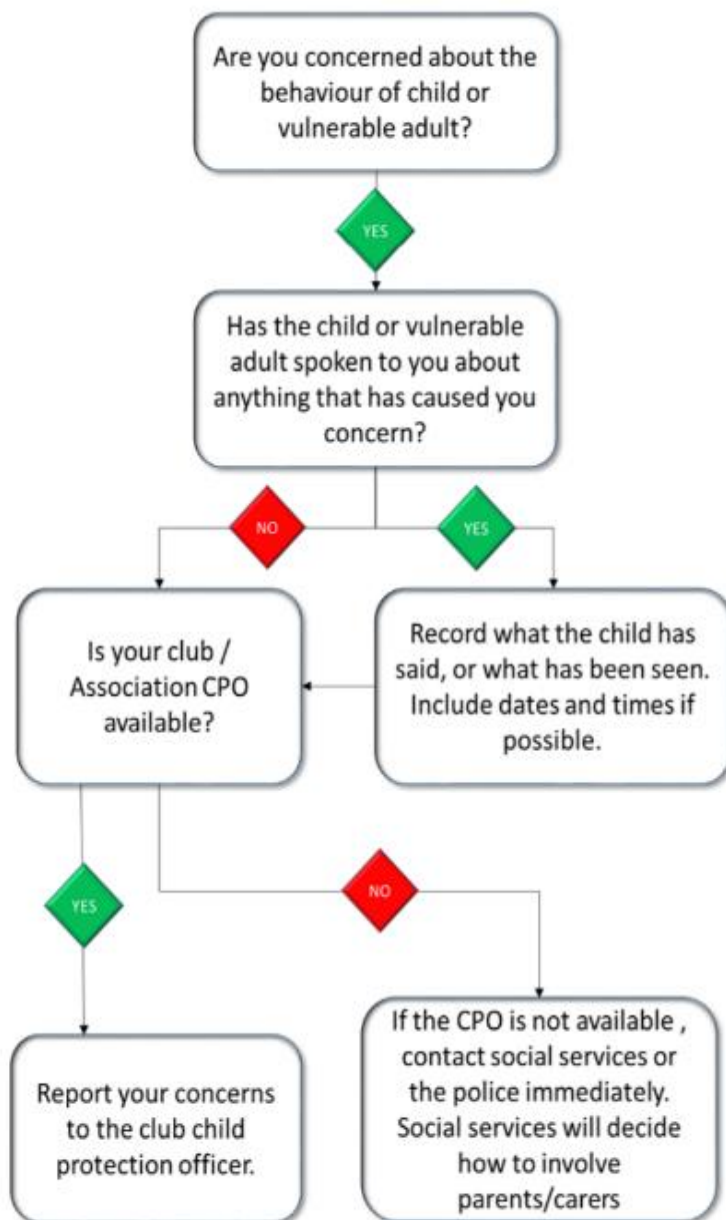 Are you concerned about the
behaviour of child or
vulnerable adult?
YES
Has the child or vulnerable
adult spoken to you about
anything that has caused you
concern?
NO
YES
Is your club /
Association CPO
available?
Record what the child has
said, or what has been seen.
Include dates and times if
possible.
YES
NO
Report your concerns
to the club child
protection officer.
If the CPO is not available ,
contact social services or
the police immediately.
Social services will decide
how to involve
parents/carers